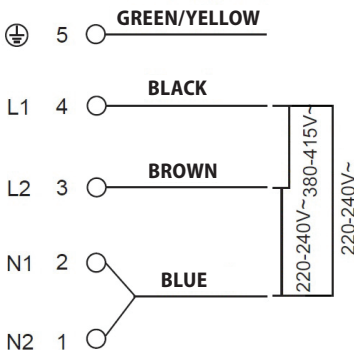 GREEN/YELLOW
5
BLACK
L1 4
BROWN
L2 3
N1 2
BLUE
N2 1
380-415V~
220-240V~
220-240V~